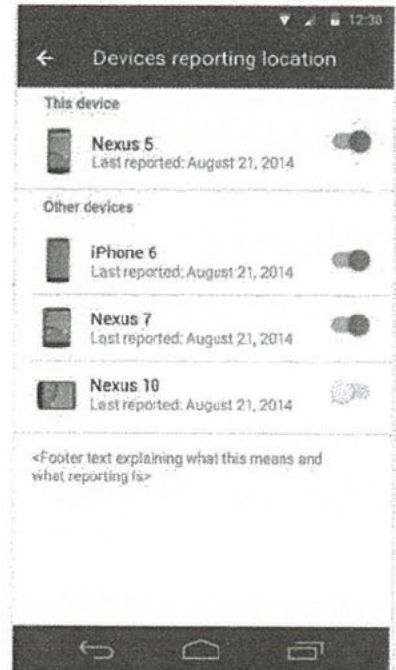 12:30
Devices reporting location
This device
Nexus 5
Last reported: August 21, 2014
Other devices
iPhone 6
Last reported: August 21, 2014
Nexus 7
Last reported: August 21, 2014
Nexus 10
Last reported: August 21, 2014
<Footer text explaining what this means and
what reporting is>